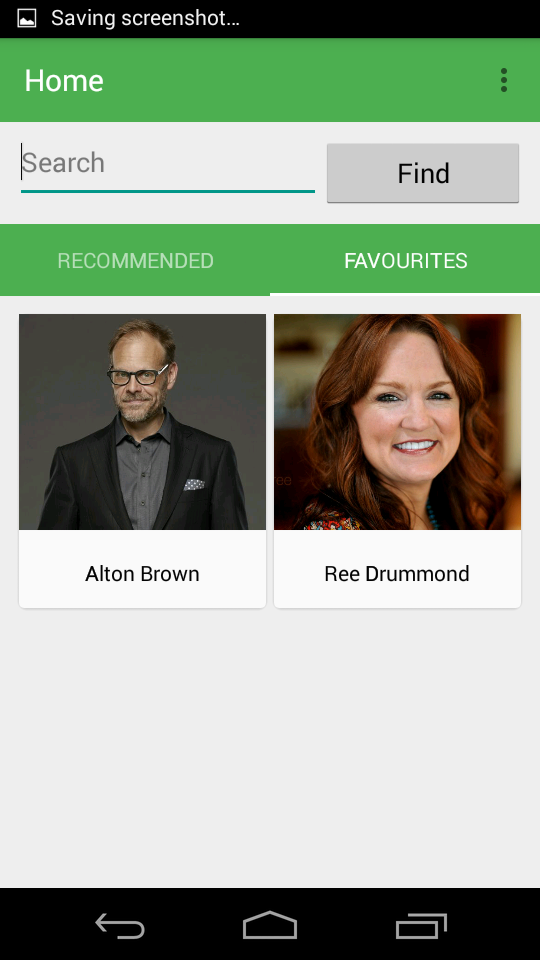 Saving screenshot...
Home
Search
Find
RECOMMENDED
FAVOURITES
Alton Brown
Ree Drummond